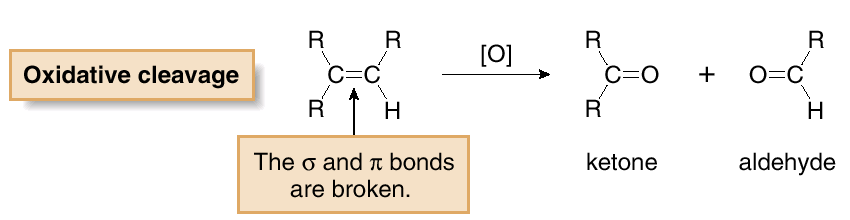 R R [O] R R
Oxidative cleavage C=C C=O + O=C
R H R H
The σ and π bonds
are broken.
ketone aldehyde